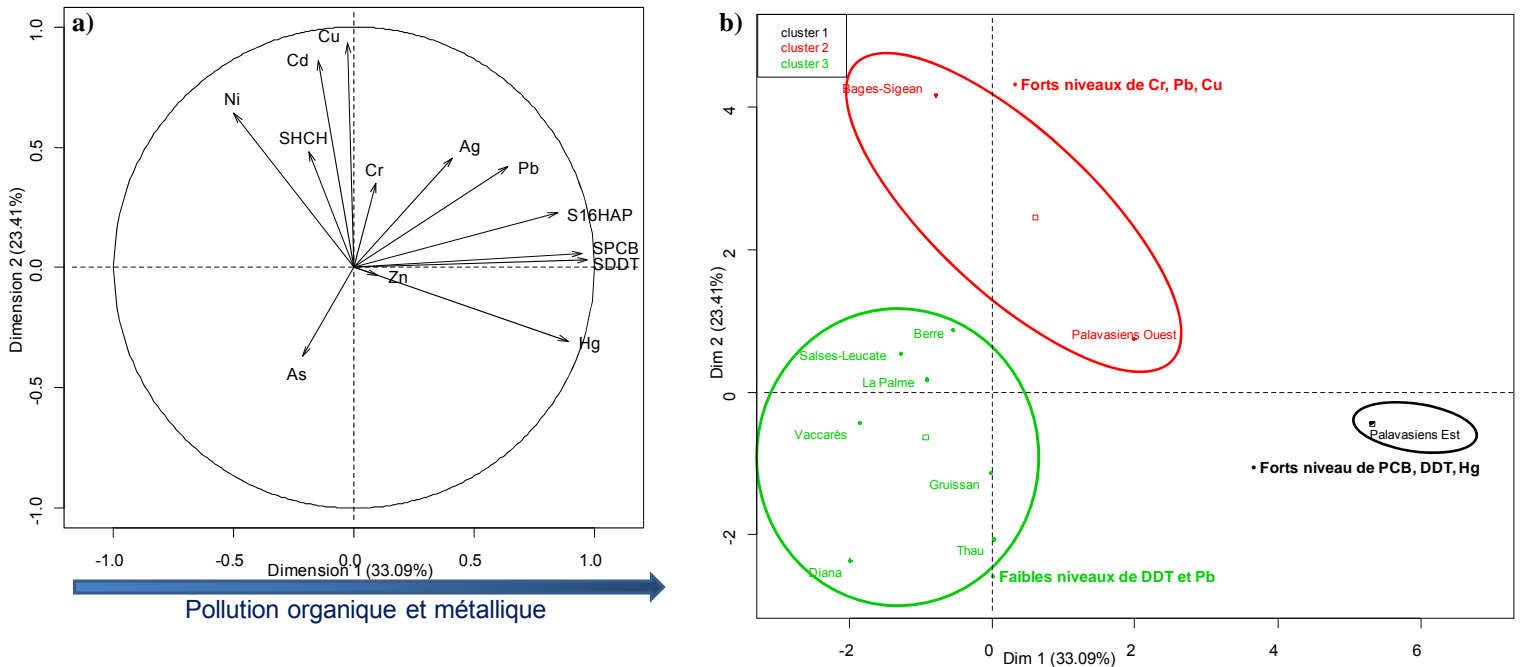 a)
Cu
Cd
Ni
SHCH
Cr
Ag
Pb
S16HAP
SPCB
SDDT
Zn
Hg
As
1.0
0.5
0.0
-0.5
-1.0
Dimension 2 (23.41%)
-1.0
-0.5
0.0
0.5
1.0
Dimension 1 (33.09%)
Pollution organique et métallique
b)
cluster 1
cluster 2
cluster 3
Bages-Sigean
• Forts niveaux de Cr, Pb, Cu
Palavasiens Ouest
Berre
Salses-Leucate
La Palme
Vaccarès
Palavasiens Est
• Forts niveau de PCB, DDT, Hg
Gruissan
Thau
Diana
• Faibles niveaux de DDT et Pb
4
2
0
-2
Dim 2 (23.41%)
-2
0
2
4
6
Dim 1 (33.09%)